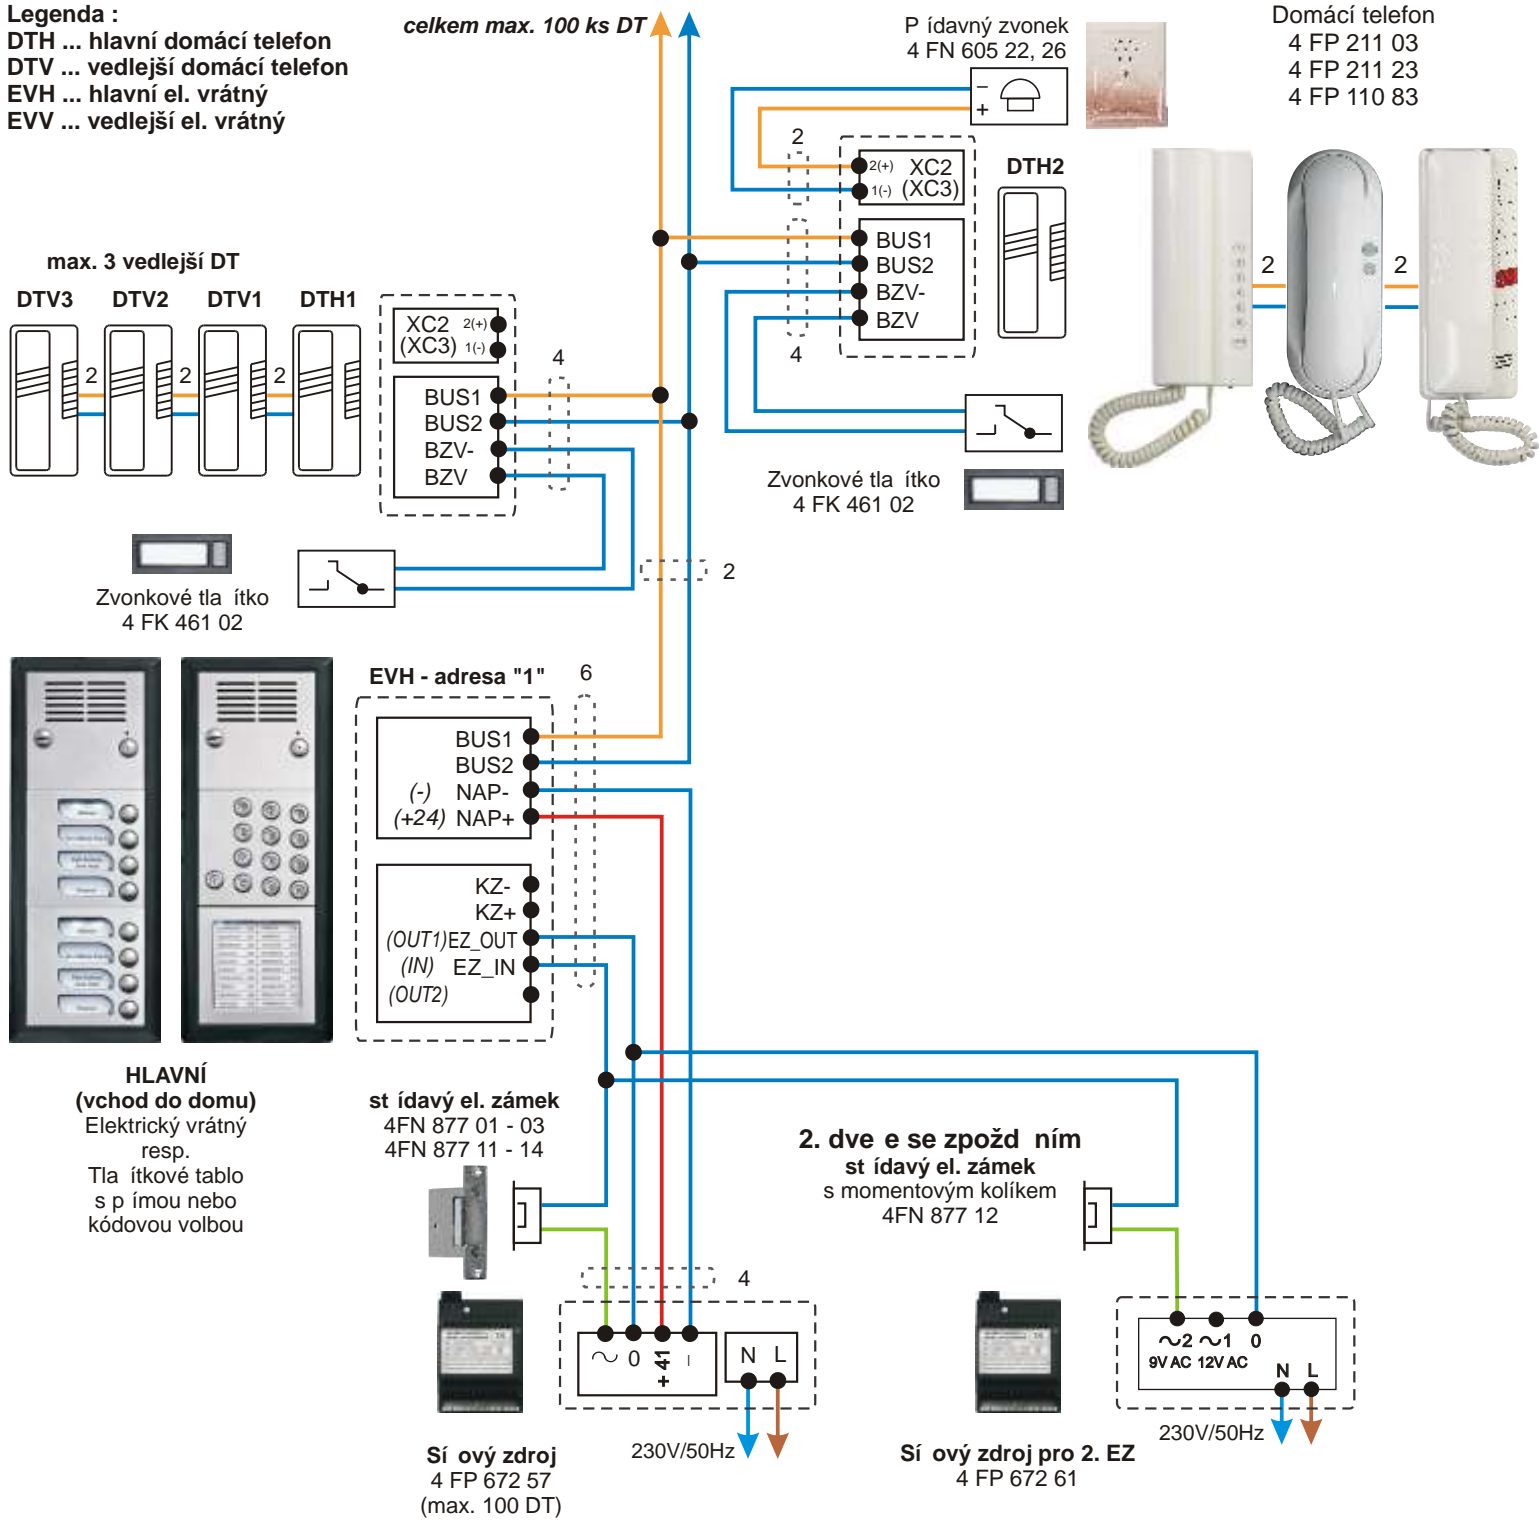 Legenda :
DTH ... hlavní domácí telefon
DTV ... vedlejší domácí telefon
EVH ... hlavní el. vrátný
EVV ... vedlejší el. vrátný
celkem max. 100 ks DT
P ídavný zvonek
4 FN 605 22, 26
Domácí telefon
4 FP 211 03
4 FP 211 23
4 FP 110 83
−
+
2
2(+) XC2
1(-) (XC3)
DTH2
BUS1
BUS2
BZV-
BZV
4
2
2
max. 3 vedlejší DT
DTV3 DTV2 DTV1 DTH1
2 2 2
XC2 2(+)
(XC3) 1(-)
4
BUS1
BUS2
BZV-
BZV
Zvonkové tla ítko
4 FK 461 02
Zvonkové tla ítko
4 FK 461 02
2
EVH - adresa "1"
6
BUS1
BUS2
(-) NAP-
(+24) NAP+
KZ-
KZ+
(OUT1)EZ_OUT
(IN) EZ_IN
(OUT2)
HLAVNÍ
(vchod do domu)
Elektrický vrátný
resp.
Tla ítkové tablo
s p ímou nebo
kódovou volbou
st ídavý el. zámek
4FN 877 01 - 03
4FN 877 11 - 14
2. dve e se zpožd ním
st ídavý el. zámek
s momentovým kolíkem
4FN 877 12
4
~ 0 +41 −
N L
230V/50Hz
Sí ový zdroj
4 FP 672 57
(max. 100 DT)
~2 ~1 0
9V AC 12V AC
N L
230V/50Hz
Sí ový zdroj pro 2. EZ
4 FP 672 61